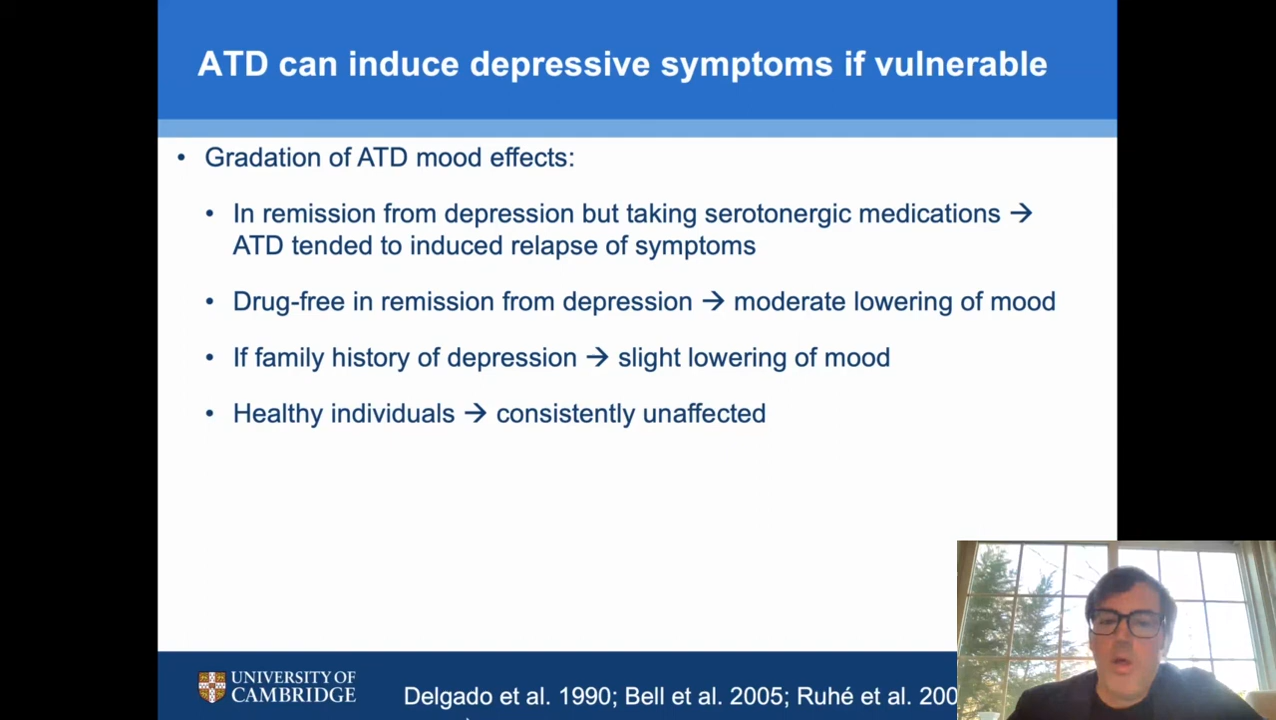 ATD can induce depressive symptoms if vulnerable
• Gradation of ATD mood effects:
• In remission from depression but taking serotonergic medications →
ATD tended to induced relapse of symptoms
• Drug-free in remission from depression → moderate lowering of mood
• If family history of depression → slight lowering of mood
• Healthy individuals → consistently unaffected
UNIVERSITY OF
CAMBRIDGE
Delgado et al. 1990; Bell et al. 2005; Ruhé et al. 200